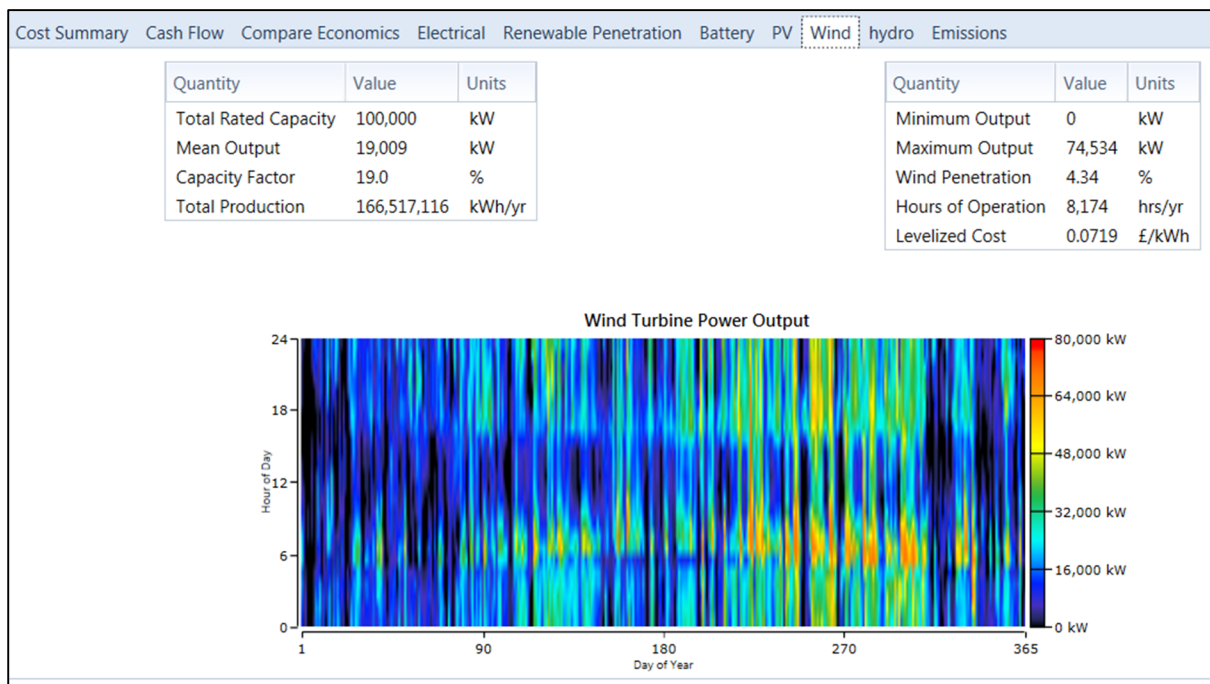 Cost Summary Cash Flow Compare Economics Electrical Renewable Penetration Battery PV Wind hydro Emissions
Quantity Value Units
Total Rated Capacity 100,000 kW
Mean Output 19,009 kW
Capacity Factor 19.0 %
Total Production 166,517,116 kWh/yr
Quantity Value Units
Minimum Output 0 kW
Maximum Output 74,534 kW
Wind Penetration 4.34 %
Hours of Operation 8,174 hrs/yr
Levelized Cost 0.0719 £/kWh
Wind Turbine Power Output
Hour of Day
24
18
12
6
0
1 90 180 270 365
Day of Year
80,000 kW
64,000 kW
48,000 kW
32,000 kW
16,000 kW
0 kW